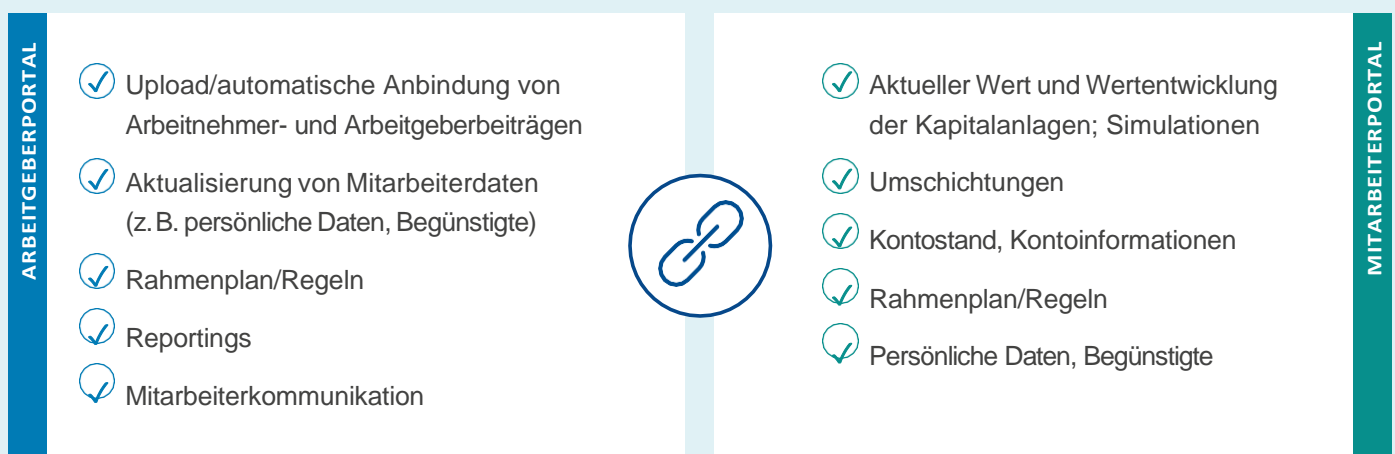 ARBEITGEBERPORTAL
Upload/automatische Anbindung von
Arbeitnehmer- und Arbeitgeberbeiträgen
Aktualisierung von Mitarbeiterdaten
(z. B. persönliche Daten, Begünstigte)
Rahmenplan/Regeln
Reportings
Mitarbeiterkommunikation
Aktueller Wert und Wertentwicklung
der Kapitalanlagen; Simulationen
Umschichtungen
Kontostand, Kontoinformationen
Rahmenplan/Regeln
Persönliche Daten, Begünstigte
MITARBEITERPORTAL